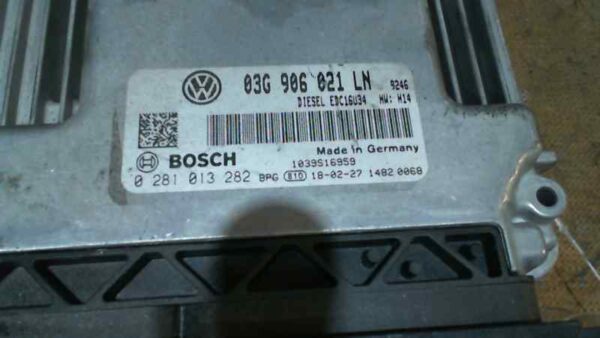 03G 906 021 LN 9246
DIESEL EDC16U34 HW: H14
Made in Germany
BOSCH 1039S16959
0 281 013 282 BPG 810 18-02-27 1482 0068